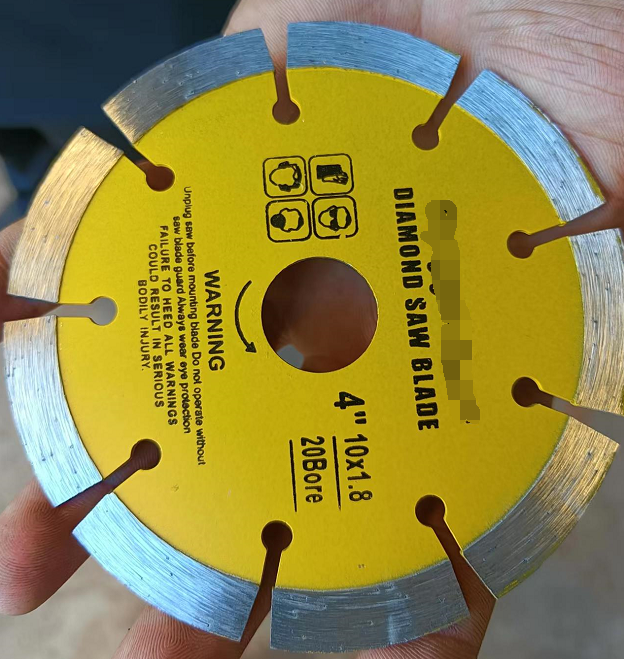 DIAMOND SAW BLADE
4" 10x1.8
20Bore
WARNING
Unplug saw before mounting blade Do not operate without
saw blade guard Always wear eye protection
FAILURE TO HEED ALL WARNINGS
COULD RESULT IN SERIOUS
BODILY INJURY.